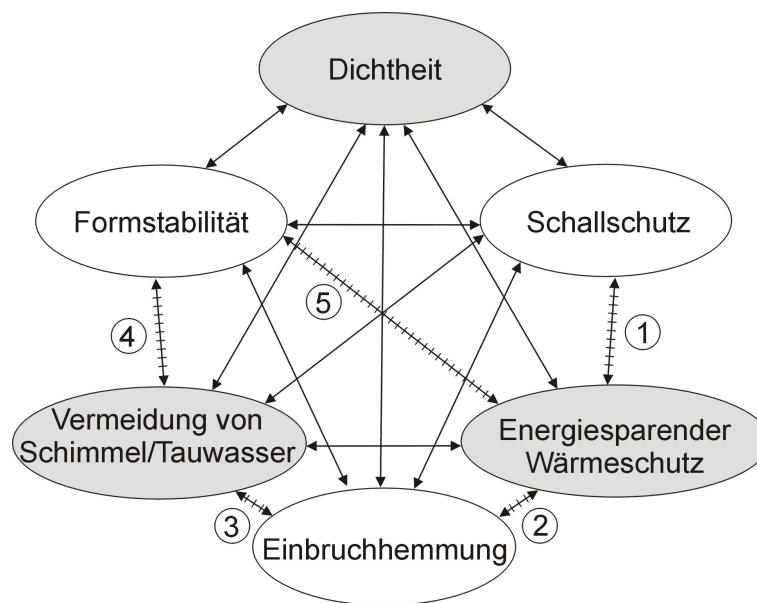 Dichtheit
Formstabilität
Schallschutz
5
4
1
Vermeidung von
Schimmel/Tauwasser
Energiesparender
Wärmeschutz
3
2
Einbruchhemmung